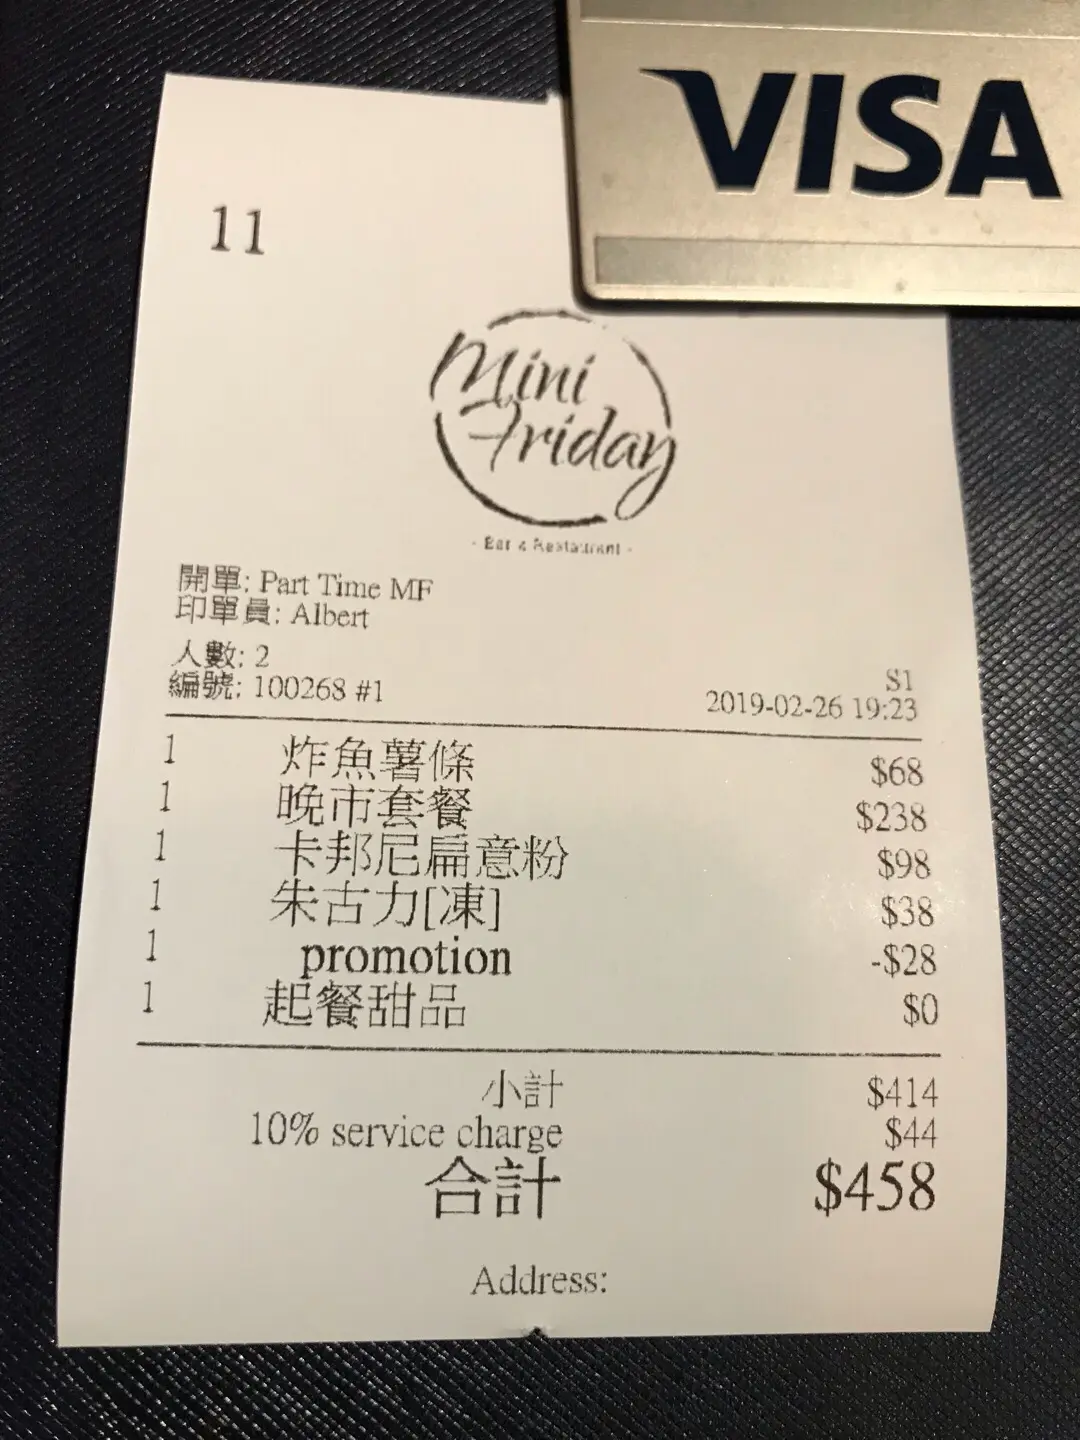 VISA
11
Mini
Friday
- Bar & Restaurant -
開單: Part Time MF
印單員: Albert
人數: 2
編號: 100268 #1
S1
2019-02-26 19:23
1 炸魚薯條 $68
1 晚市套餐 $238
1 卡邦尼扁意粉 $98
1 朱古力[凍] $38
1 promotion -$28
1 起餐甜品 $0
小計 $414
10% service charge $44
合計 $458
Address: